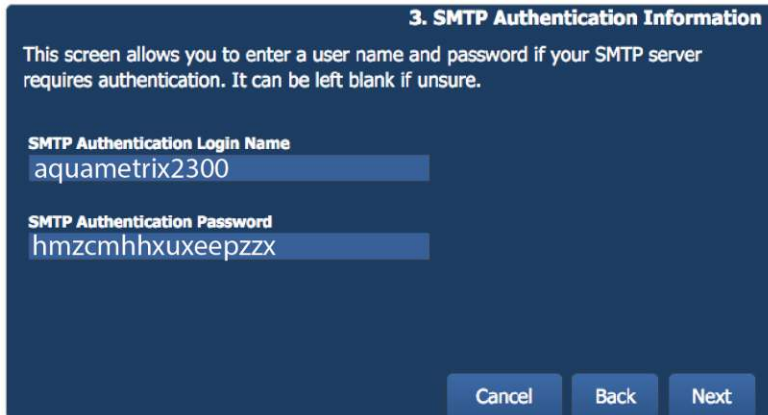 3. SMTP Authentication Information
This screen allows you to enter a user name and password if your SMTP server
requires authentication. It can be left blank if unsure.
SMTP Authentication Login Name
aquametrix2300
SMTP Authentication Password
hmzcmhhxuxeepzzx
Cancel Back Next